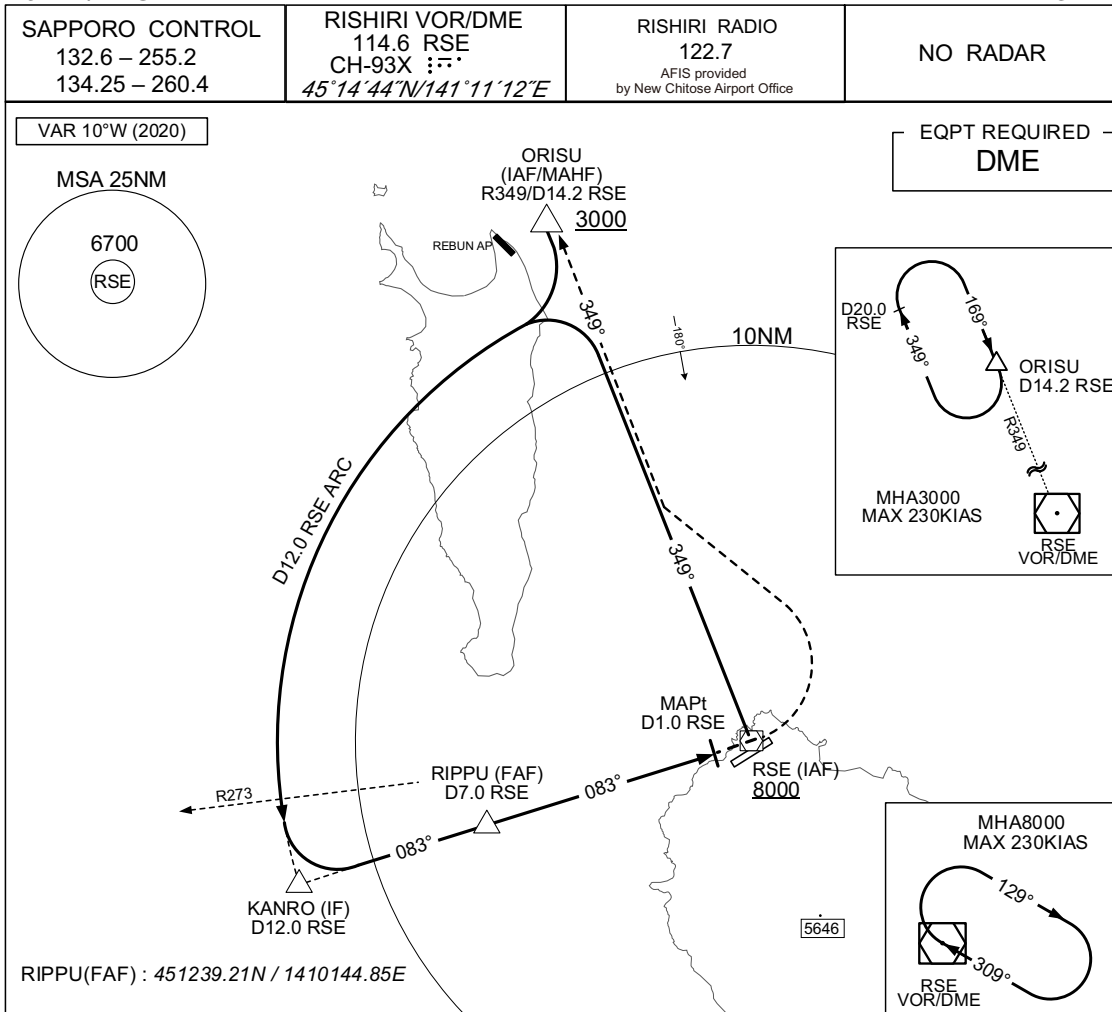 SAPPORO CONTROL
132.6 – 255.2
134.25 – 260.4
RISHIRI VOR/DME
114.6 RSE
CH-93X
45°14´44˝N/141°11´12˝E
RISHIRI RADIO
122.7
AFIS provided
by New Chitose Airport Office
NO RADAR
VAR 10°W (2020)
EQPT REQUIRED
DME
MSA 25NM
6700
RSE
ORISU
(IAF/MAHF)
R349/D14.2 RSE
3000
REBUN AP
349°
180°
10NM
D20.0
RSE
169°
349°
ORISU
D14.2 RSE
R349
MHA3000
MAX 230KIAS
RSE
VOR/DME
D12.0 RSE ARC
349°
MAPt
D1.0 RSE
RSE (IAF)
8000
R273
RIPPU (FAF)
D7.0 RSE
083°
083°
KANRO (IF)
D12.0 RSE
5646
MHA8000
MAX 230KIAS
129°
309°
RSE
VOR/DME
RIPPU(FAF) : 451239.21N / 1410144.85E